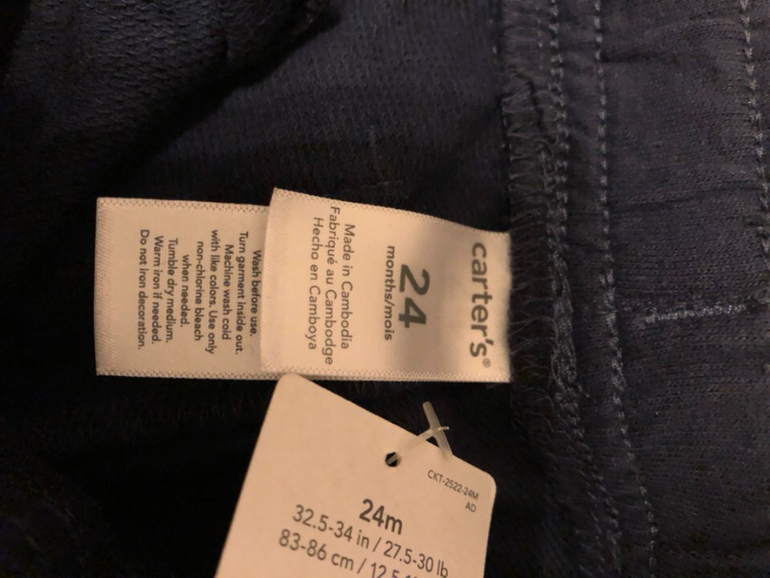 carter's®
24
months/mois
Made in Cambodia
Fabriqué au Cambodge
Hecho en Camboya
Wash before use.
Turn garment inside out.
Machine wash cold
with like colors. Use only
non-chlorine bleach
when needed.
Tumble dry medium.
Warm iron if needed.
Do not iron decoration.
CKT-2522-24M
AD
24m
32.5-34 in / 27.5-30 lb
83-86 cm /